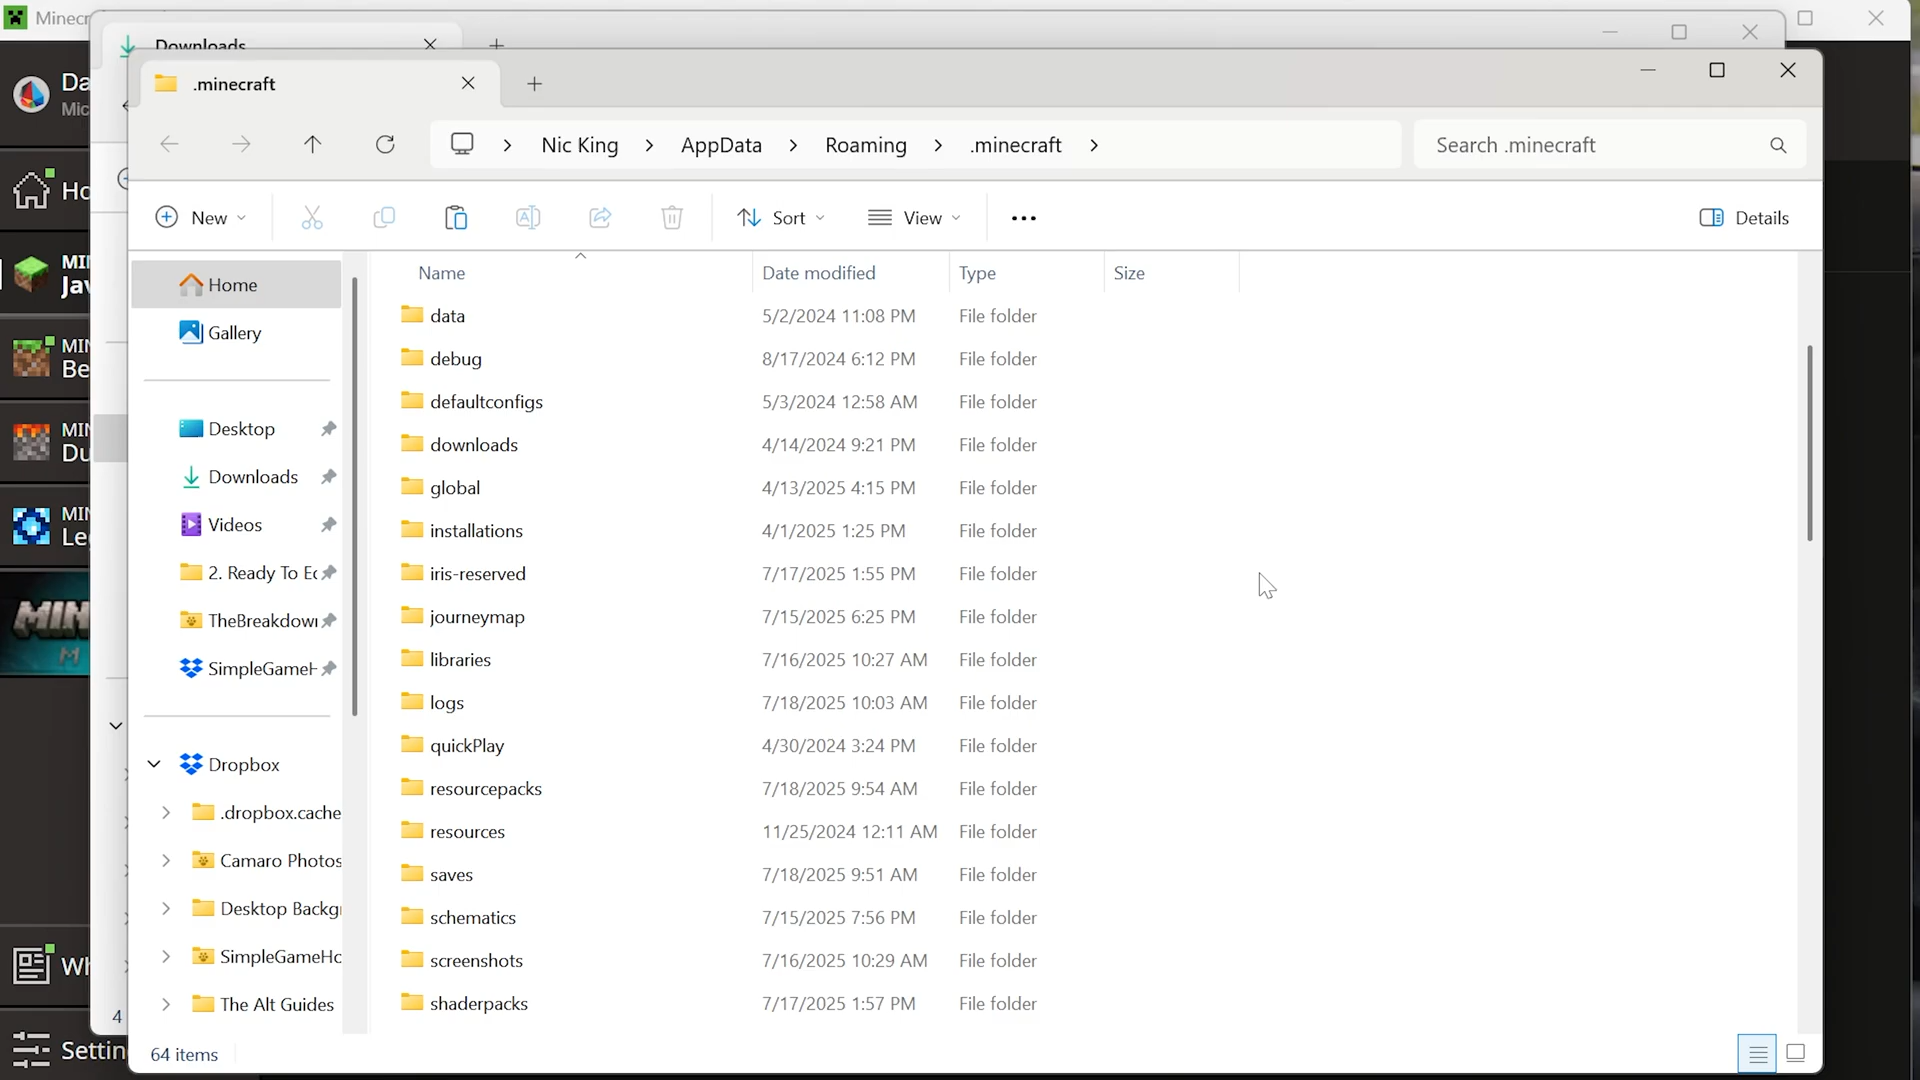 Minecr
Downloads
.minecraft
Da
Mic
Nic King
AppData
Roaming
.minecraft
Search .minecraft
Ho
New
Sort
View
Details
MI
Jav
MI
Be
MI
Du
MI
Le
MIN
M
Wh
Settin
4
Home
Gallery
Desktop
Downloads
Videos
2. Ready To Ec
TheBreakdow
SimpleGameH
Dropbox
.dropbox.cache
Camaro Photos
Desktop Backg
SimpleGameHo
The Alt Guides
Name Date modified Type Size
data 5/2/2024 11:08 PM File folder
debug 8/17/2024 6:12 PM File folder
defaultconfigs 5/3/2024 12:58 AM File folder
downloads 4/14/2024 9:21 PM File folder
global 4/13/2025 4:15 PM File folder
installations 4/1/2025 1:25 PM File folder
iris-reserved 7/17/2025 1:55 PM File folder
journeymap 7/15/2025 6:25 PM File folder
libraries 7/16/2025 10:27 AM File folder
logs 7/18/2025 10:03 AM File folder
quickPlay 4/30/2024 3:24 PM File folder
resourcepacks 7/18/2025 9:54 AM File folder
resources 11/25/2024 12:11 AM File folder
saves 7/18/2025 9:51 AM File folder
schematics 7/15/2025 7:56 PM File folder
screenshots 7/16/2025 10:29 AM File folder
shaderpacks 7/17/2025 1:57 PM File folder
64 items